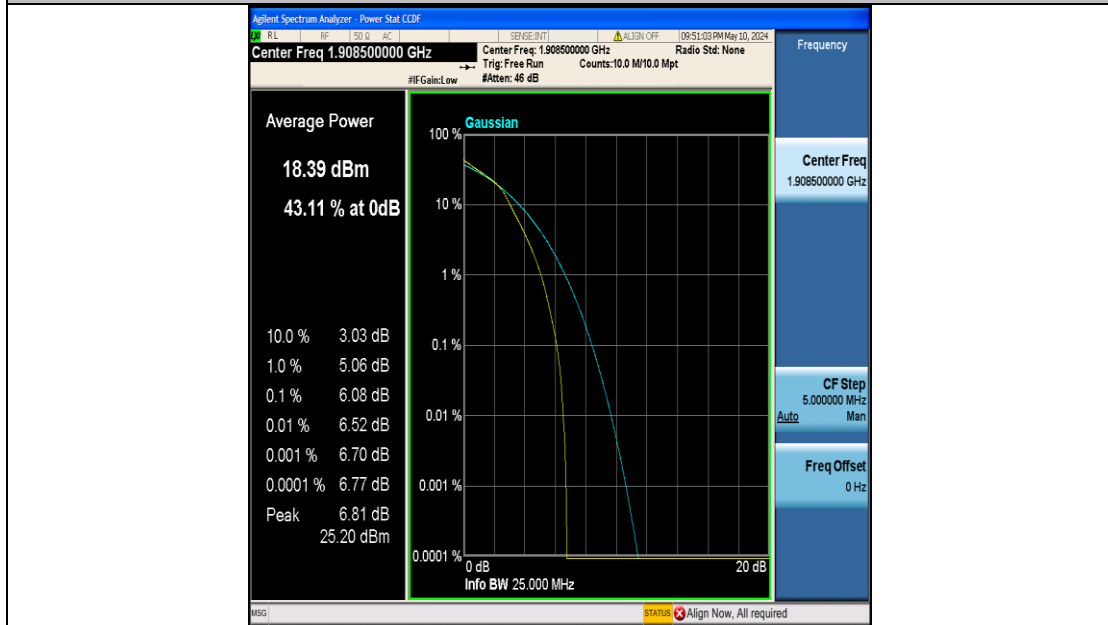 Agilent Spectrum Analyzer - Power Stat CCDF
RL RF 50 Ω AC SENSE:INT ALIGN OFF 09:51:03 PM May 10, 2024
Center Freq 1.908500000 GHz
Center Freq: 1.908500000 GHz Radio Std: None
Trig: Free Run Counts:10.0 M/10.0 Mpt
#IFGain:Low #Atten: 46 dB
Average Power
18.39 dBm
43.11 % at 0dB
10.0 % 3.03 dB
1.0 % 5.06 dB
0.1 % 6.08 dB
0.01 % 6.52 dB
0.001 % 6.70 dB
0.0001 % 6.77 dB
Peak 6.81 dB
25.20 dBm
Gaussian
100 %
10 %
1 %
0.1 %
0.01 %
0.001 %
0.0001 %
0 dB 20 dB
Info BW 25.000 MHz
Frequency
Center Freq
1.908500000 GHz
CF Step
5.000000 MHz
Auto Man
Freq Offset
0 Hz
MSG STATUS Align Now, All required